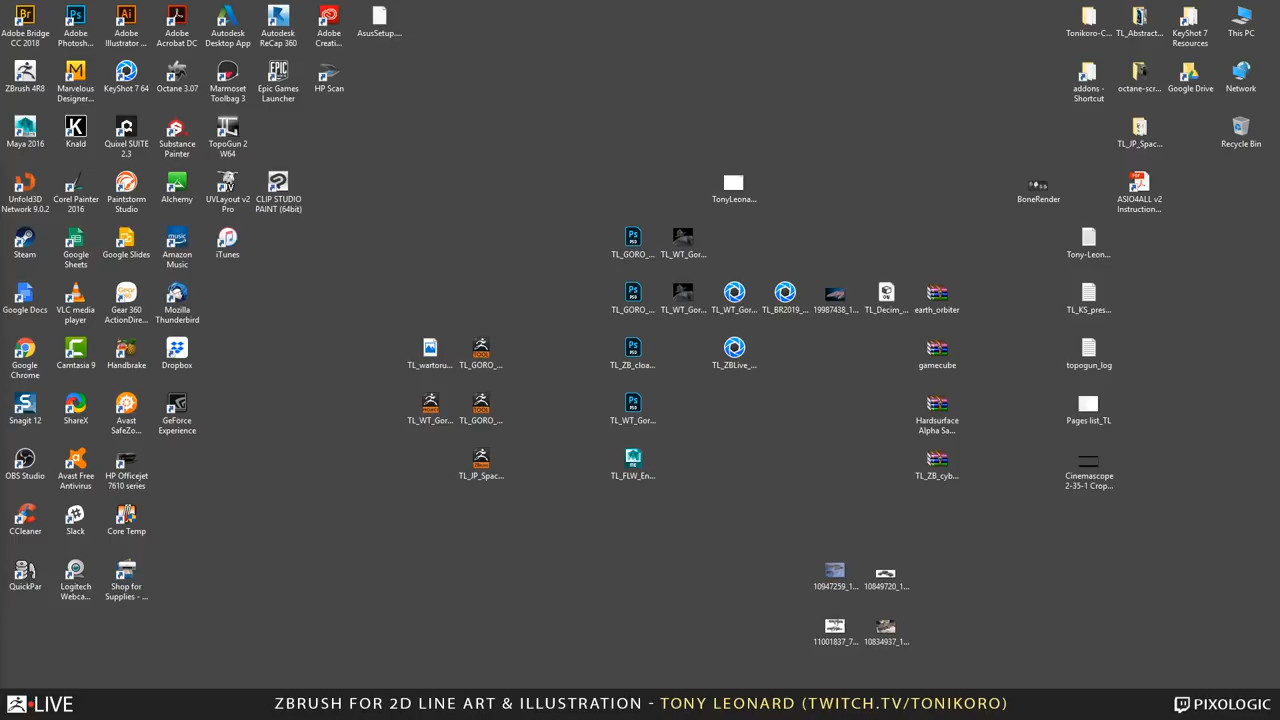 Adobe Bridge
CC 2018
Adobe
Photosh...
Adobe
Illustrator ...
Adobe
Acrobat DC
Autodesk
Desktop App
Autodesk
ReCap 360
Adobe
Creati...
AsusSetup....
Tonikoro-C...
TL_Abstract...
KeyShot 7
Resources
This PC
ZBrush 4R8
Marvelous
Designer...
KeyShot 7 64
Octane 3.07
Marmoset
Toolbag 3
Epic Games
Launcher
HP Scan
addons -
Shortcut
octane-scr...
Google Drive
Network
Maya 2016
Knald
Quixel SUITE
2.3
Substance
Painter
TopoGun 2
W64
TL_JP_Spac...
Recycle Bin
Unfold3D
Network 9.0.2
Corel Painter
2016
Paintstorm
Studio
Alchemy
UVLayout v2
Pro
CLIP STUDIO
PAINT (64bit)
TonyLeona...
BoneRender
ASIO4ALL v2
Instruction...
Steam
Google
Sheets
Google Slides
Amazon
Music
iTunes
TL_GORO_...
TL_WT_Gor...
Tony-Leon...
Google Docs
VLC media
player
Gear 360
ActionDire...
Mozilla
Thunderbird
TL_GORO_...
TL_WT_Gor...
TL_WT_Gor...
TL_BR2019_...
19987438_1...
TL_Decim_...
earth_orbiter
TL_KS_pres...
Google
Chrome
Camtasia 9
Handbrake
Dropbox
TL_wartoru...
TL_GORO_...
TL_ZB_cloa...
TL_ZBLive_...
gamecube
topogun_log
Snagit 12
ShareX
Avast
SafeZo...
GeForce
Experience
TL_WT_Gor...
TL_GORO_...
TL_WT_Gor...
Hardsurface
Alpha Sa...
Pages list_TL
OBS Studio
Avast Free
Antivirus
HP Officejet
7610 series
TL_JP_Spac...
TL_FLW_En...
TL_ZB_cyb...
Cinemascope
2-35-1 Crop...
CCleaner
Slack
Core Temp
QuickPar
Logitech
Webca...
Shop for
Supplies - ...
10947259_1...
10849720_1...
11001837_7...
10834937_1...
LIVE
ZBRUSH FOR 2D LINE ART & ILLUSTRATION - TONY LEONARD (TWITCH.TV/TONIKORO)
PIXOLOGIC